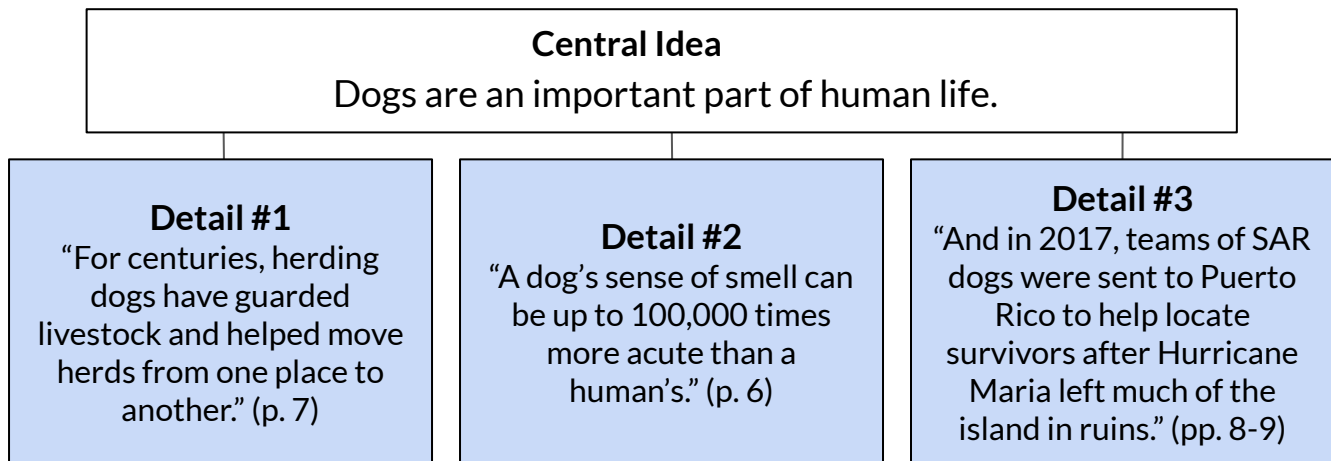 Central Idea
Dogs are an important part of human life.
Detail #1
“For centuries, herding
dogs have guarded
livestock and helped move
herds from one place to
another.” (p. 7)
Detail #2
“A dog’s sense of smell can
be up to 100,000 times
more acute than a
human’s.” (p. 6)
Detail #3
“And in 2017, teams of SAR
dogs were sent to Puerto
Rico to help locate
survivors after Hurricane
Maria left much of the
island in ruins.” (pp. 8-9)